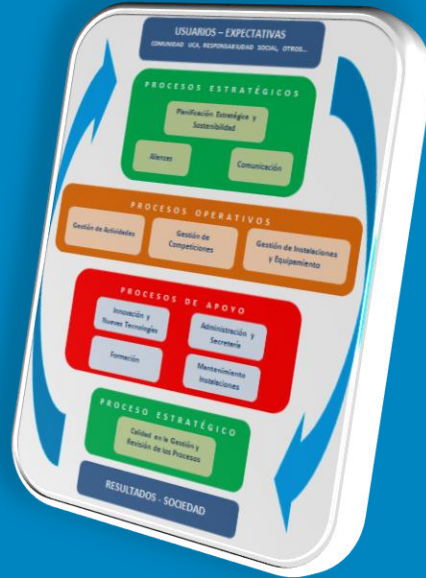 USUARIOS – EXPECTATIVAS
COMUNIDAD UCA, RESPONSABILIDAD SOCIAL, OTROS...
PROCESOS ESTRATÉGICOS
Planificación Estratégica y
Sostenibilidad
Alianzas
Comunicación
PROCESOS OPERATIVOS
Gestión de Actividades
Gestión de
Competiciones
Gestión de Instalaciones
y Equipamiento
PROCESOS DE APOYO
Innovación y
Nuevas Tecnologías
Administración y
Secretaría
Formación
Mantenimiento
Instalaciones
PROCESO ESTRATÉGICO
Calidad en la Gestión y
Revisión de los Procesos
RESULTADOS - SOCIEDAD